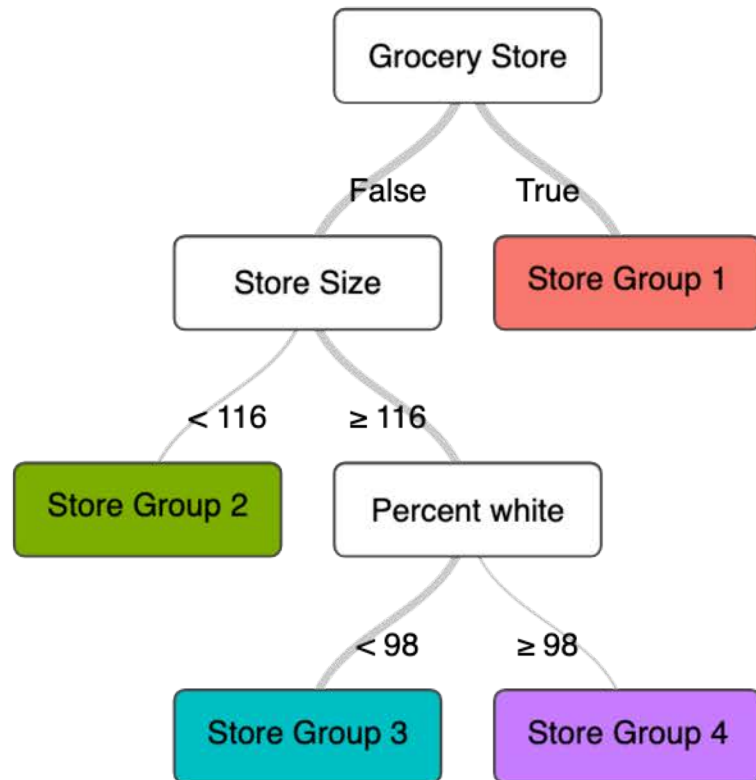 Grocery Store
False
True
Store Size
Store Group 1
< 116
≥ 116
Store Group 2
Percent white
< 98
≥ 98
Store Group 3
Store Group 4